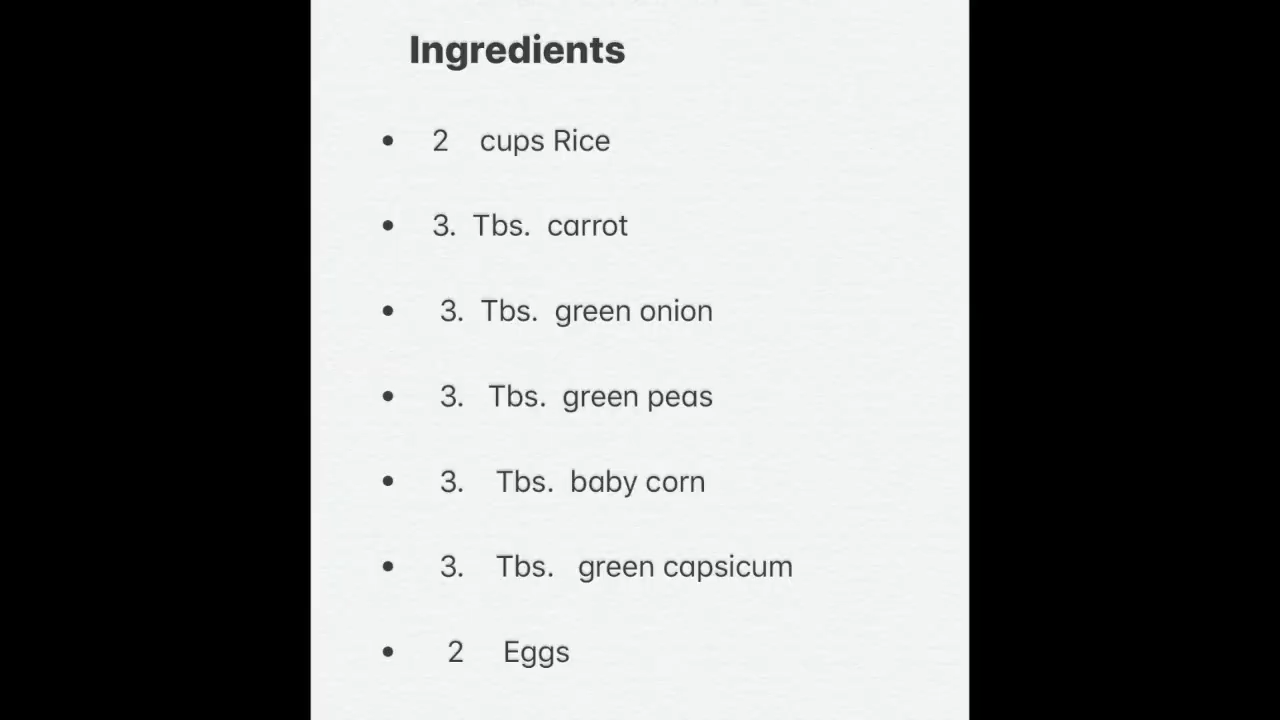 Ingredients
• 2 cups Rice
• 3. Tbs. carrot
• 3. Tbs. green onion
• 3. Tbs. green peas
• 3. Tbs. baby corn
• 3. Tbs. green capsicum
• 2 Eggs